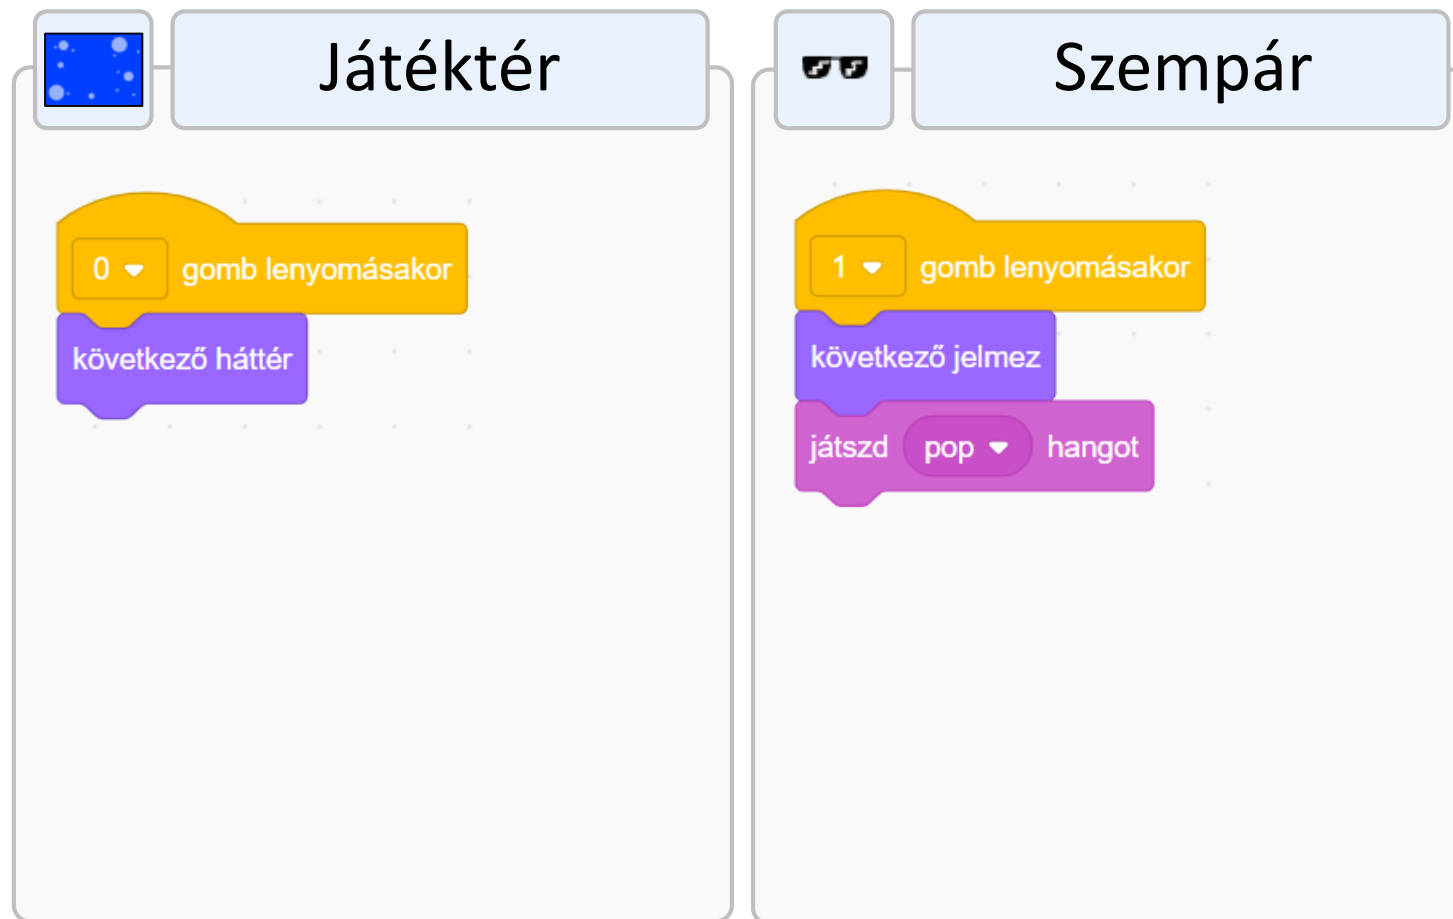 Játéktér
0 gomb lenyomásakor
következő háttér
Szempár
1 gomb lenyomásakor
következő jelmez
játszd pop hangot